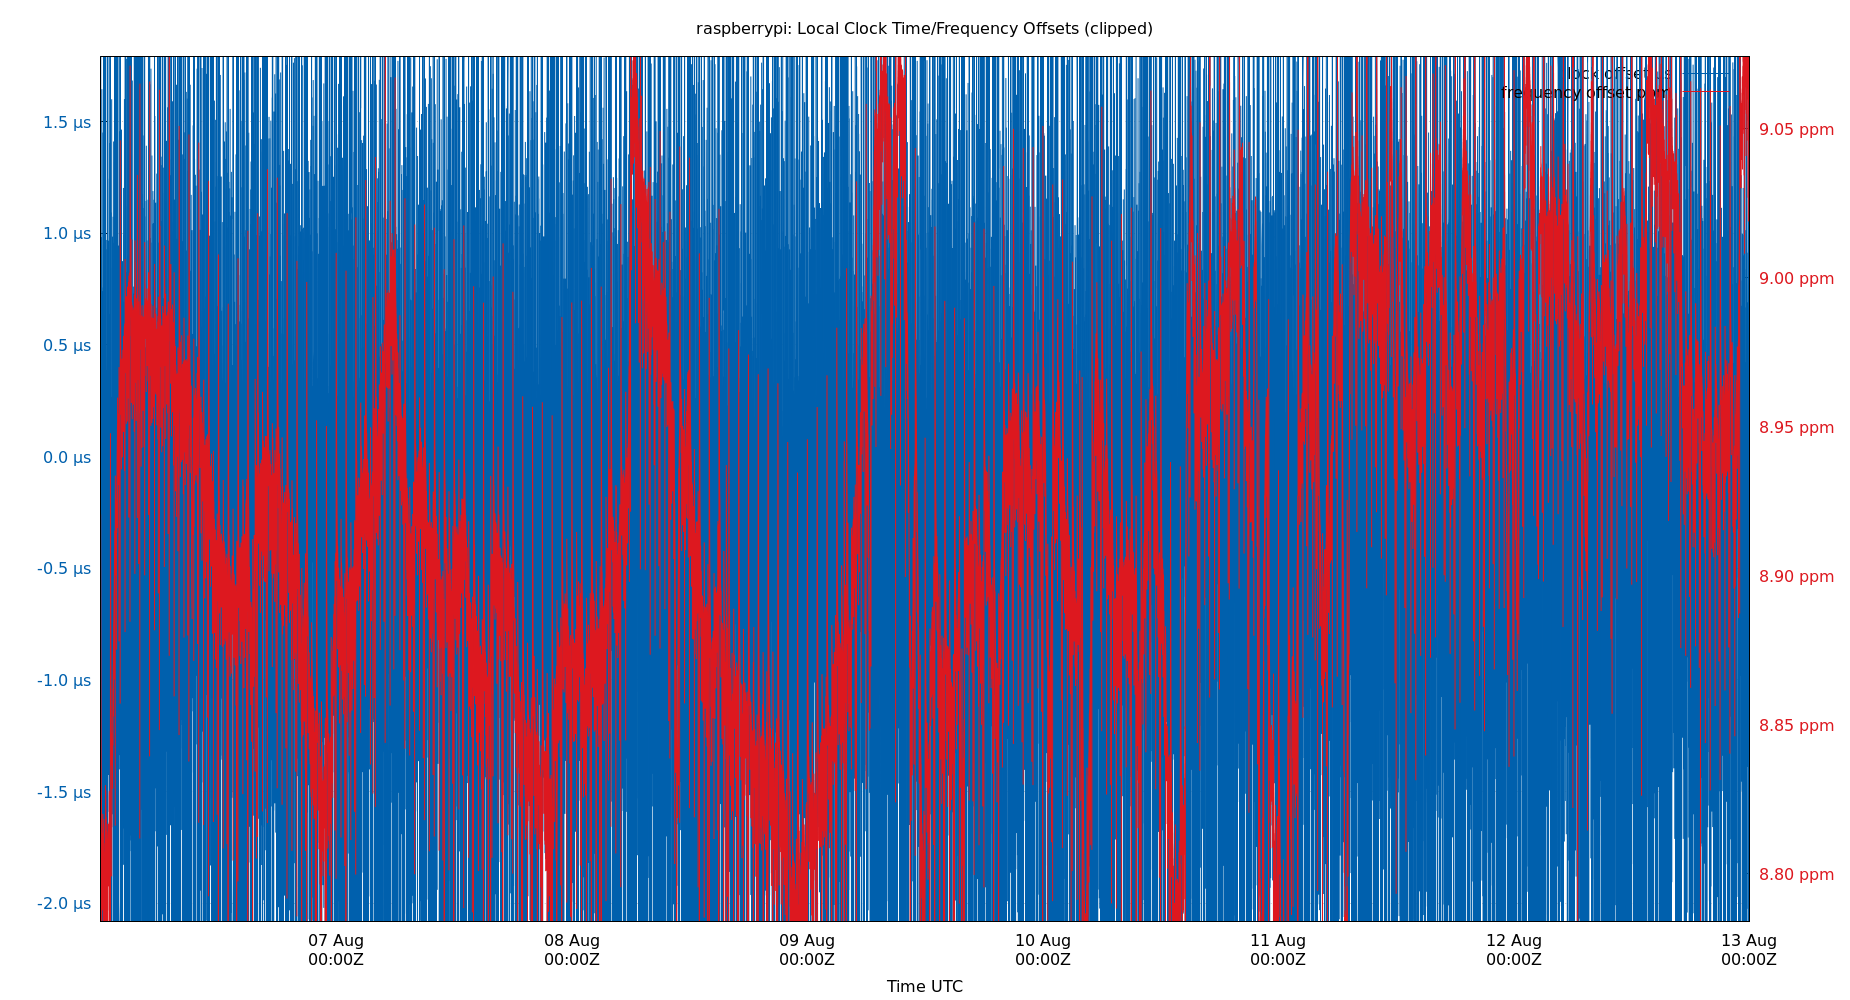 raspberrypi: Local Clock Time/Frequency Offsets (clipped)
offset
frequency offset ppm
1.5 µs
1.0 µs
0.5 µs
0.0 µs
-0.5 µs
-1.0 µs
-1.5 µs
-2.0 µs
9.05 ppm
9.00 ppm
8.95 ppm
8.90 ppm
8.85 ppm
8.80 ppm
07 Aug 08 Aug 09 Aug 10 Aug 11 Aug 12 Aug 13 Aug
00:00Z 00:00Z 00:00Z 00:00Z 00:00Z 00:00Z 00:00Z
Time UTC